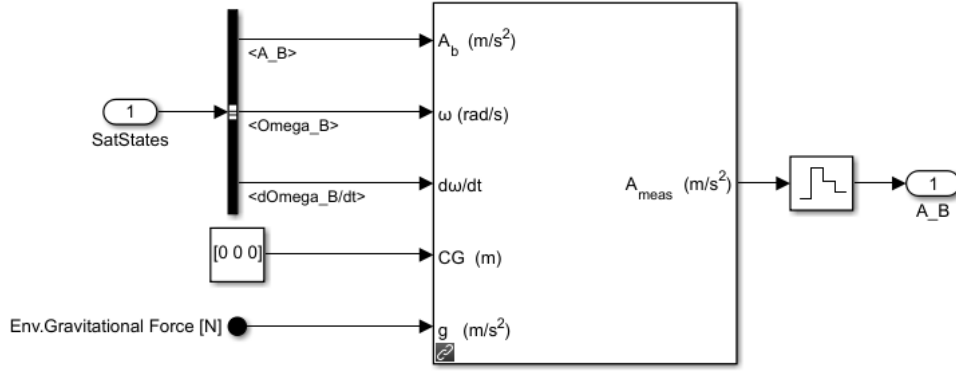 A_b (m/s²)
<A_B>
1
ω (rad/s)
SatStates
<Omega_B>
dω/dt
A_meas (m/s²)
1
<dOmega_B/dt>
A_B
[0 0 0]
CG (m)
Env.Gravitational Force [N]
g (m/s²)